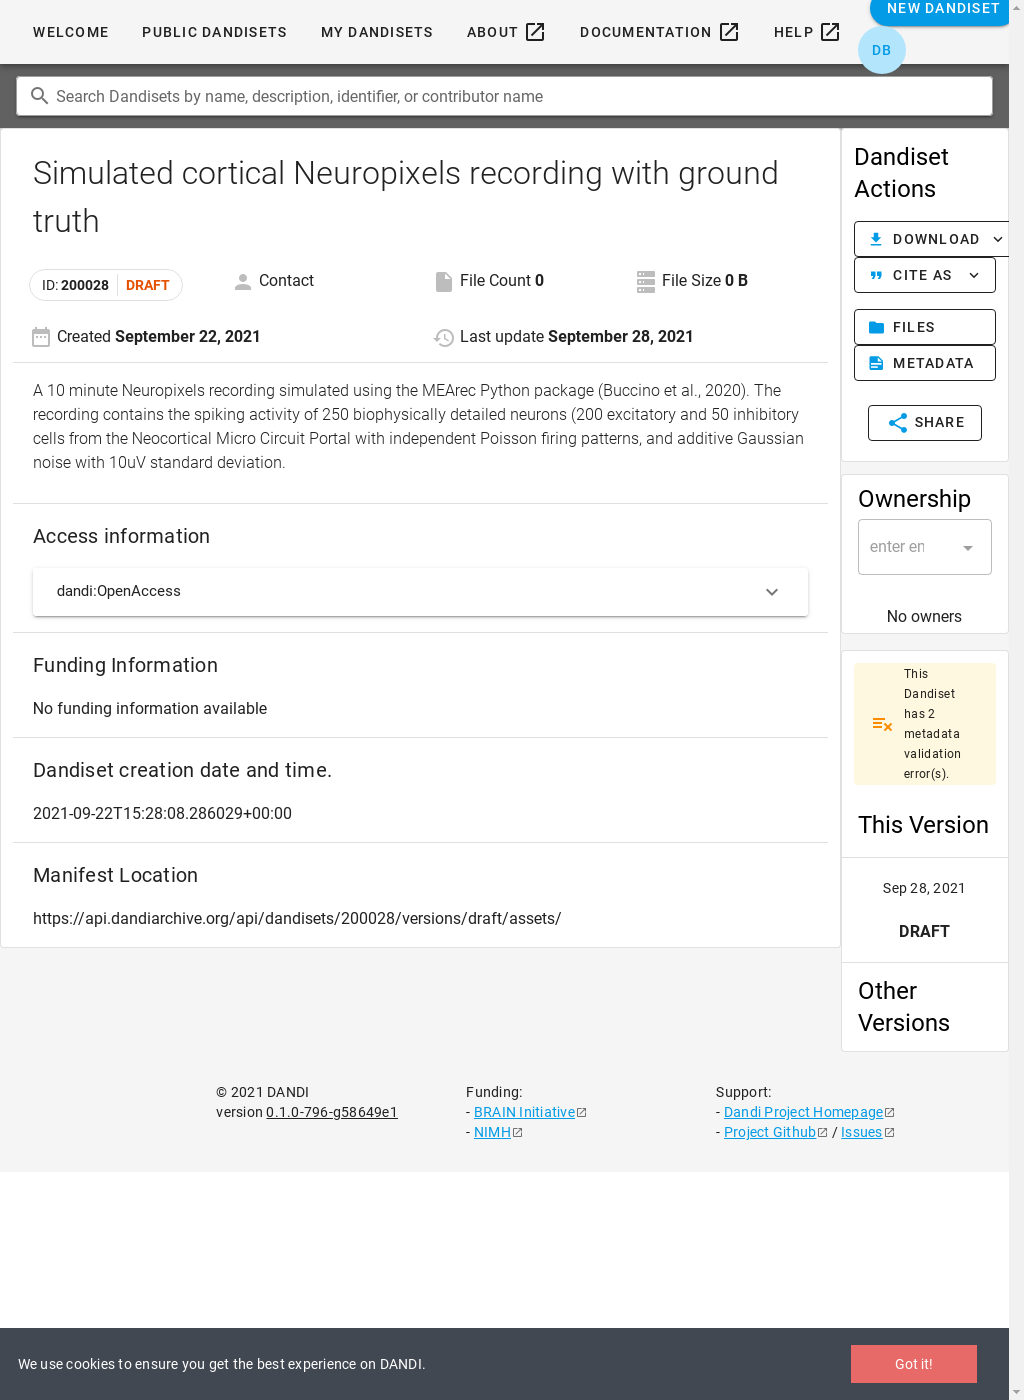 WELCOME
PUBLIC DANDISETS
MY DANDISETS
ABOUT
DOCUMENTATION
HELP
NEW DANDISET
DB
Search Dandisets by name, description, identifier, or contributor name
Simulated cortical Neuropixels recording with ground
truth
ID: 200028 DRAFT
Contact
File Count 0
File Size 0 B
Created September 22, 2021
Last update September 28, 2021
A 10 minute Neuropixels recording simulated using the MEArec Python package (Buccino et al., 2020). The
recording contains the spiking activity of 250 biophysically detailed neurons (200 excitatory and 50 inhibitory
cells from the Neocortical Micro Circuit Portal with independent Poisson firing patterns, and additive Gaussian
noise with 10uV standard deviation.
Access information
dandi:OpenAccess
Funding Information
No funding information available
Dandiset creation date and time.
2021-09-22T15:28:08.286029+00:00
Manifest Location
https://api.dandiarchive.org/api/dandisets/200028/versions/draft/assets/
Dandiset
Actions
DOWNLOAD
CITE AS
FILES
METADATA
SHARE
Ownership
enter en
No owners
This
Dandiset
has 2
metadata
validation
error(s).
This Version
Sep 28, 2021
DRAFT
Other
Versions
© 2021 DANDI
version 0.1.0-796-g58649e1
Funding:
- BRAIN Initiative
- NIMH
Support:
- Dandi Project Homepage
- Project Github / Issues
We use cookies to ensure you get the best experience on DANDI.
Got it!